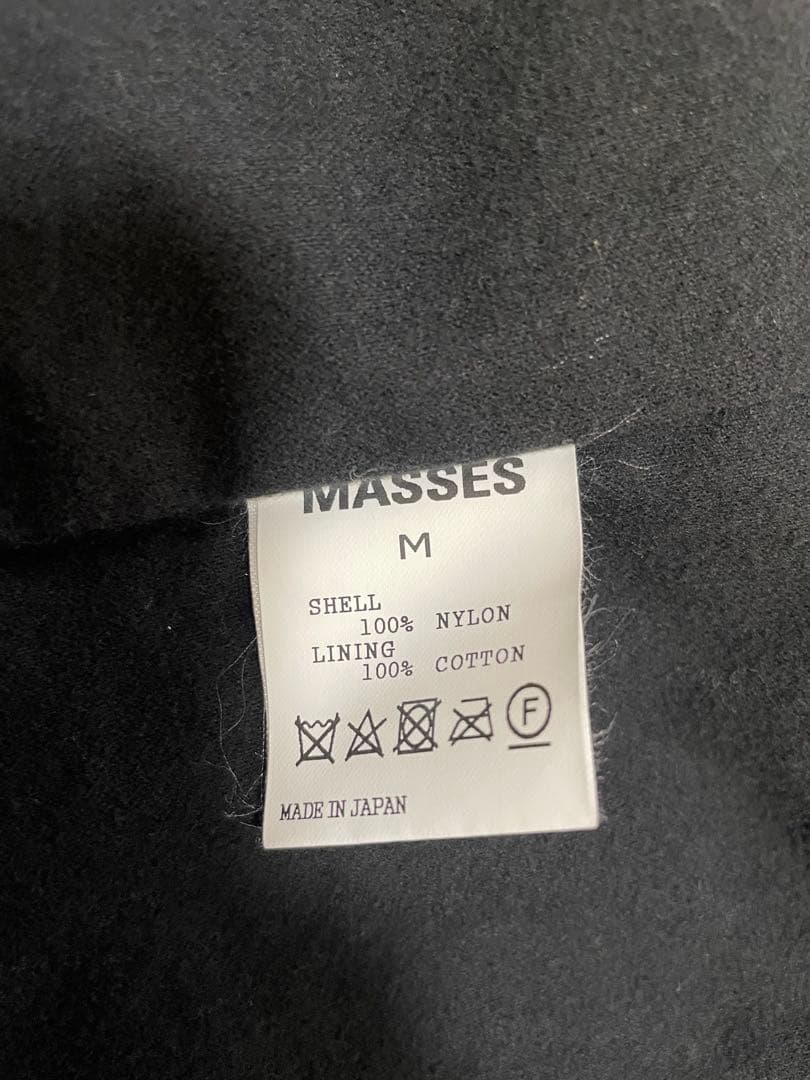 MASSES
M
SHELL
100% NYLON
LINING
100% COTTON
F
MADE IN JAPAN